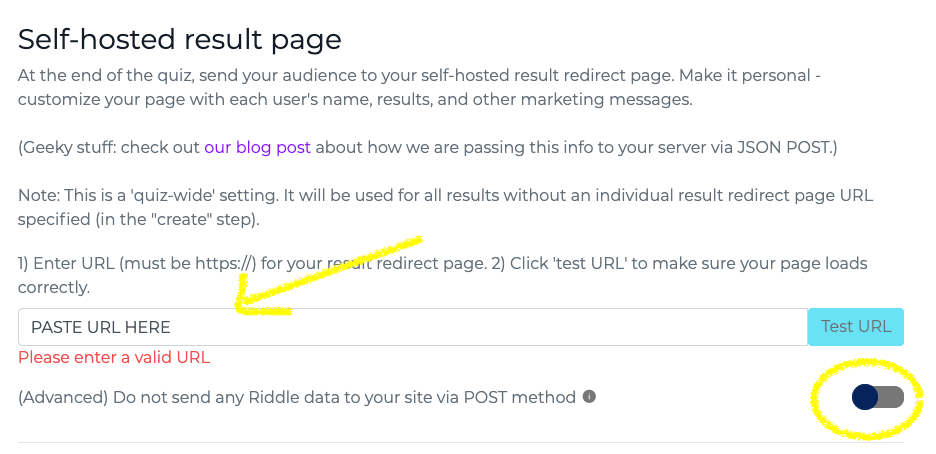 Self-hosted result page
At the end of the quiz, send your audience to your self-hosted result redirect page. Make it personal -
customize your page with each user's name, results, and other marketing messages.
(Geeky stuff: check out our blog post about how we are passing this info to your server via JSON POST.)
Note: This is a 'quiz-wide' setting. It will be used for all results without an individual result redirect page URL
specified (in the "create" step).
1) Enter URL (must be https://) for your result redirect page. 2) Click 'test URL' to make sure your page loads
correctly.
PASTE URL HERE
Test URL
Please enter a valid URL
(Advanced) Do not send any Riddle data to your site via POST method